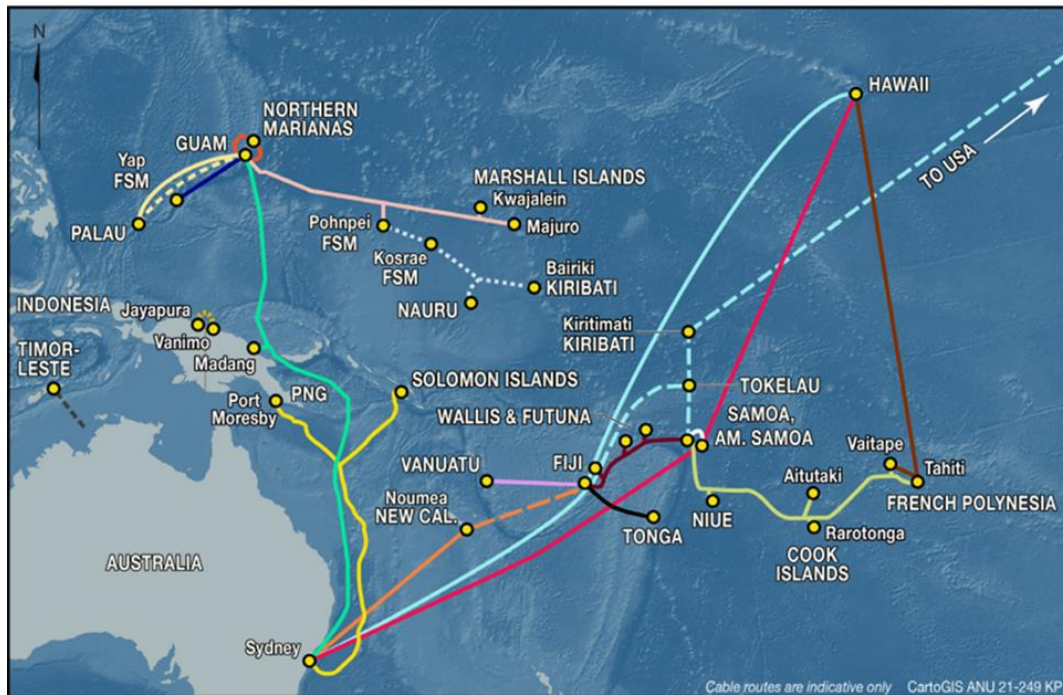 N
HAWAII
NORTHERN
MARIANAS
GUAM
TO USA
Yap
FSM
MARSHALL ISLANDS
Kwajalein
PALAU
Pohnpei
FSM
Majuro
Kosrae
FSM
Bairiki
KIRIBATI
INDONESIA
NAURU
Jayapura
Vanimo
Kiritimati
KIRIBATI
TIMOR-
LESTE
Madang
SOLOMON ISLANDS
TOKELAU
PNG
Port
Moresby
WALLIS & FUTUNA
SAMOA,
AM. SAMOA
Vaitape
VANUATU
FIJI
Aitutaki
Tahiti
Noumea
NEW CAL.
FRENCH POLYNESIA
NIUE
TONGA
Rarotonga
COOK
ISLANDS
AUSTRALIA
Sydney
Cable routes are indicative only CartoGIS ANU 21-249 KP